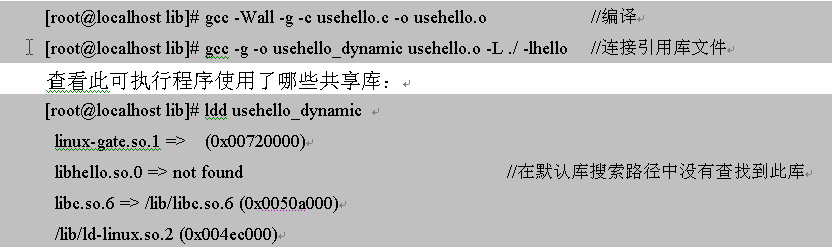 [root@localhost lib]# gcc -Wall -g -c usehello.c -o usehello.o //编译
[root@localhost lib]# gcc -g -o usehello_dynamic usehello.o -L ./ -lhello //连接引用库文件
查看此可执行程序使用了哪些共享库：
[root@localhost lib]# ldd usehello_dynamic
linux-gate.so.1 => (0x00720000)
libhello.so.0 => not found //在默认库搜索路径中没有查找到此库
libc.so.6 => /lib/libc.so.6 (0x0050a000)
/lib/ld-linux.so.2 (0x004ec000)